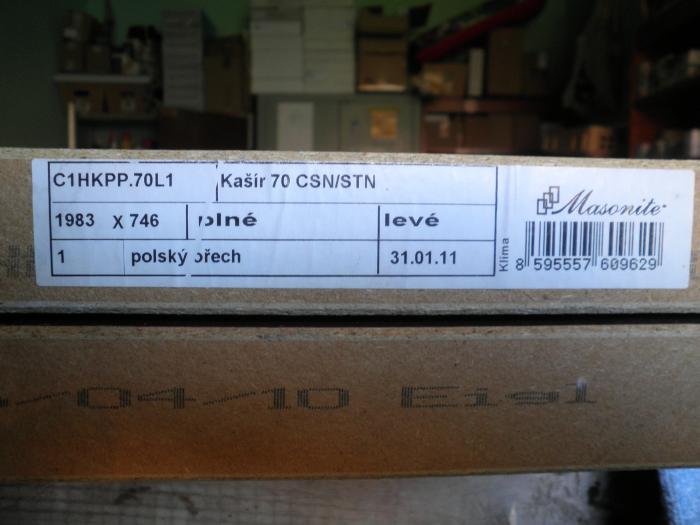 C1HKPP.70L1 Kašír 70 CSN/STN
1983 X 746 plné levé
1 polský ořech 31.01.11
Masonite
Klima
8 595557 609629
/04/10 Eigl